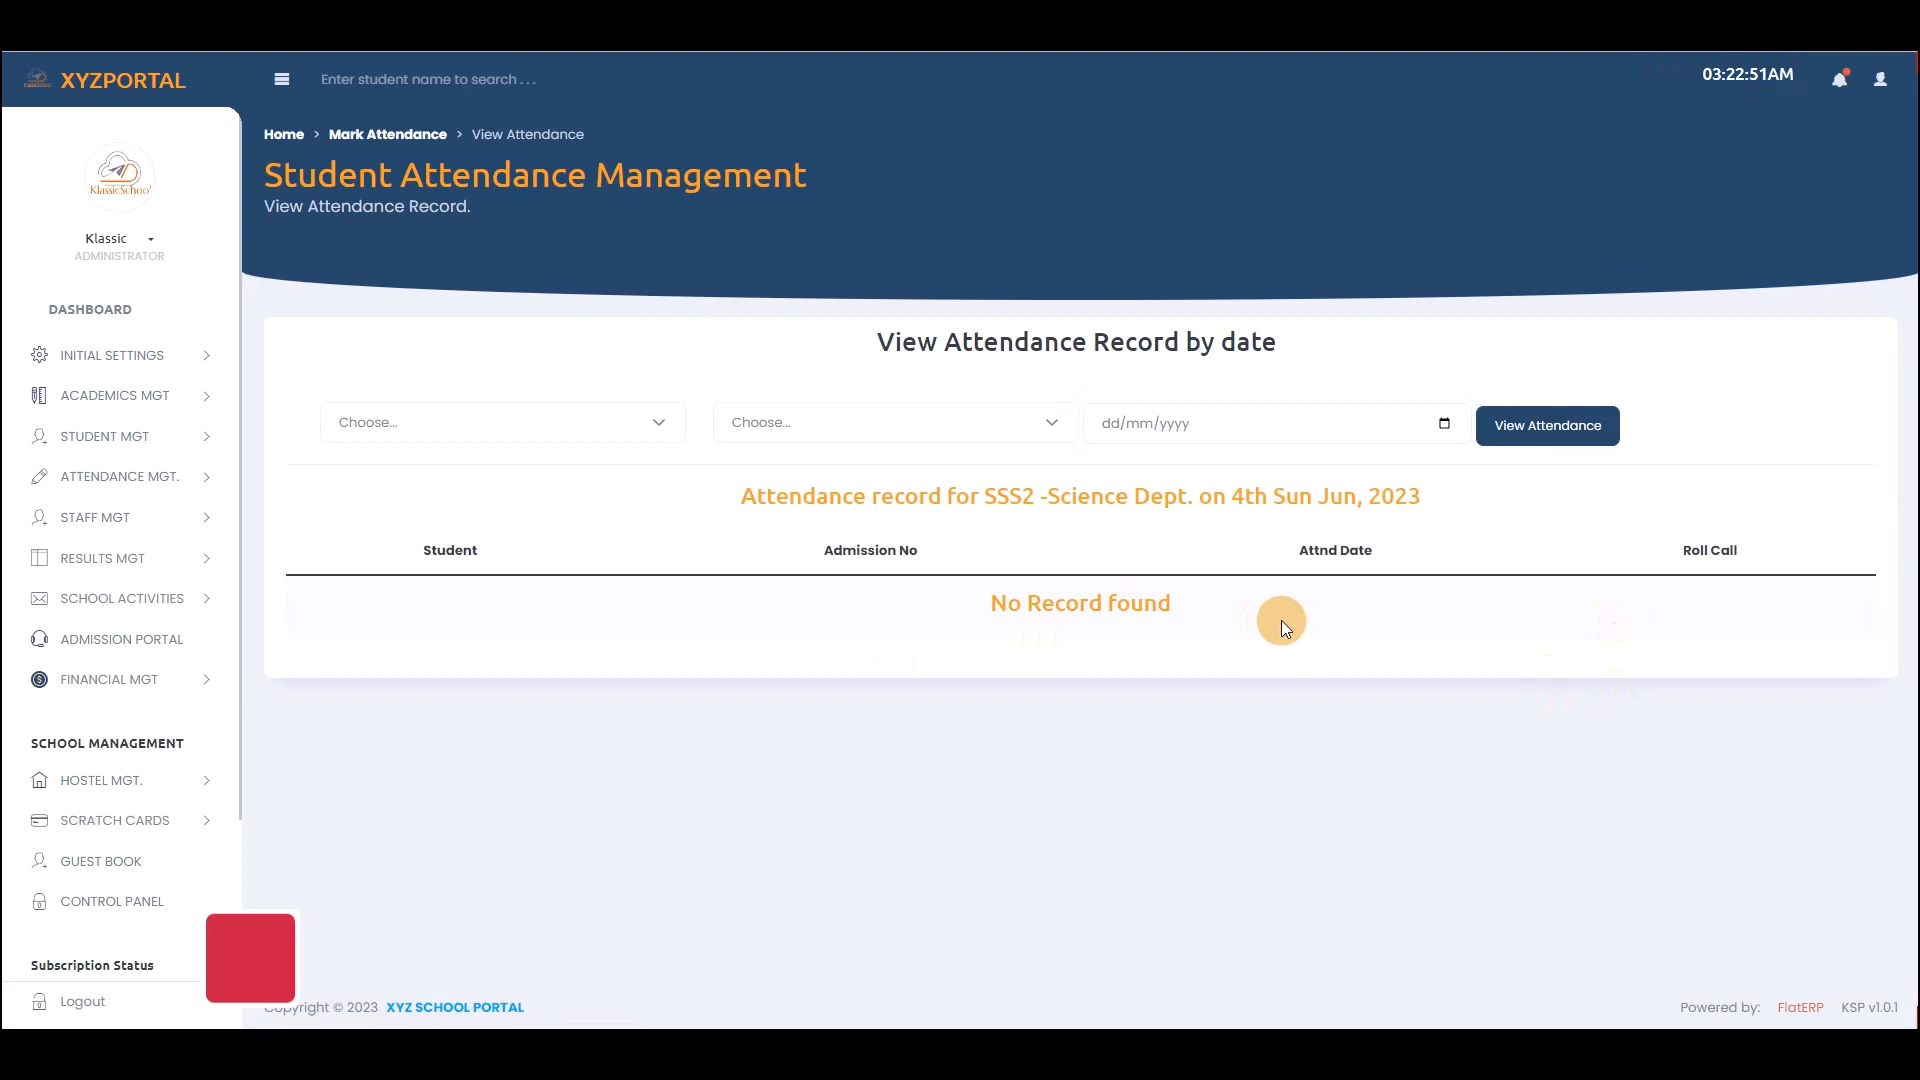 XYZPORTAL
Enter student name to search . . .
03:22:51AM
Home > Mark Attendance > View Attendance
Student Attendance Management
View Attendance Record.
KlassicSchool
Klassic
ADMINISTRATOR
DASHBOARD
INITIAL SETTINGS
ACADEMICS MGT
STUDENT MGT
ATTENDANCE MGT.
STAFF MGT
RESULTS MGT
SCHOOL ACTIVITIES
ADMISSION PORTAL
FINANCIAL MGT
SCHOOL MANAGEMENT
HOSTEL MGT.
SCRATCH CARDS
GUEST BOOK
CONTROL PANEL
Subscription Status
Logout
View Attendance Record by date
Choose...
Choose...
dd/mm/yyyy
View Attendance
Attendance record for SSS2 -Science Dept. on 4th Sun Jun, 2023
Student Admission No Attnd Date Roll Call
No Record found
Copyright © 2023 XYZ SCHOOL PORTAL
Powered by: FlatERP KSP v1.0.1